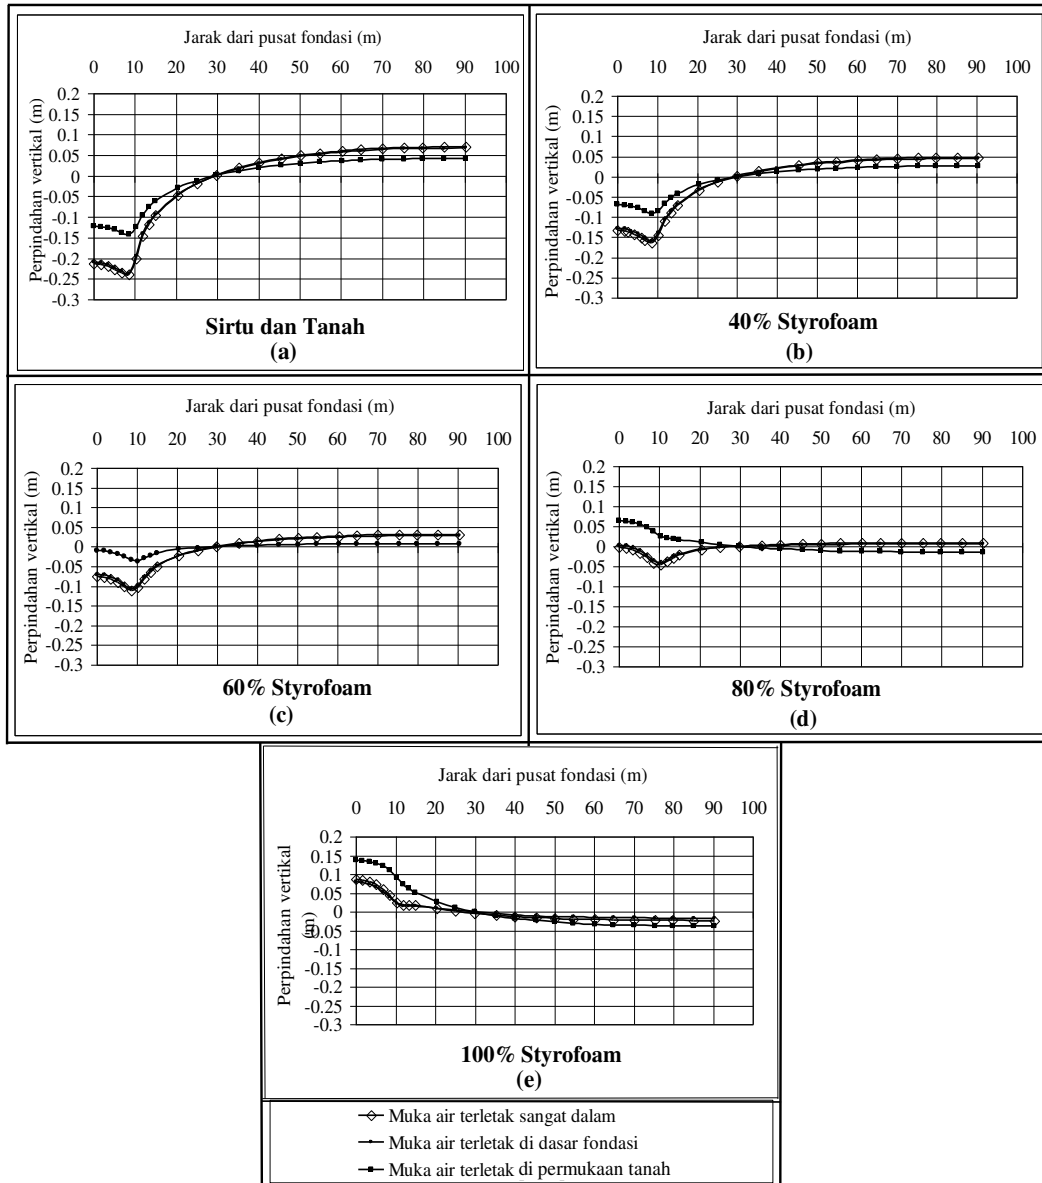 Jarak dari pusat fondasi (m)
0 10 20 30 40 50 60 70 80 90 100
Perpindahan vertikal (m)
0.2
0.15
0.1
0.05
0
-0.05
-0.1
-0.15
-0.2
-0.25
-0.3
Sirtu dan Tanah
(a)
Jarak dari pusat fondasi (m)
0 10 20 30 40 50 60 70 80 90 100
Perpindahan vertikal (m)
0.2
0.15
0.1
0.05
0
-0.05
-0.1
-0.15
-0.2
-0.25
-0.3
40% Styrofoam
(b)
Jarak dari pusat fondasi (m)
0 10 20 30 40 50 60 70 80 90 100
Perpindahan vertikal (m)
0.2
0.15
0.1
0.05
0
-0.05
-0.1
-0.15
-0.2
-0.25
-0.3
60% Styrofoam
(c)
Jarak dari pusat fondasi (m)
0 10 20 30 40 50 60 70 80 90 100
Perpindahan vertikal (m)
0.2
0.15
0.1
0.05
0
-0.05
-0.1
-0.15
-0.2
-0.25
-0.3
80% Styrofoam
(d)
Jarak dari pusat fondasi (m)
0 10 20 30 40 50 60 70 80 90 100
Perpindahan vertikal
(m)
0.2
0.15
0.1
0.05
0
-0.05
-0.1
-0.15
-0.2
-0.25
-0.3
100% Styrofoam
(e)
Muka air terletak sangat dalam
Muka air terletak di dasar fondasi
Muka air terletak di permukaan tanah